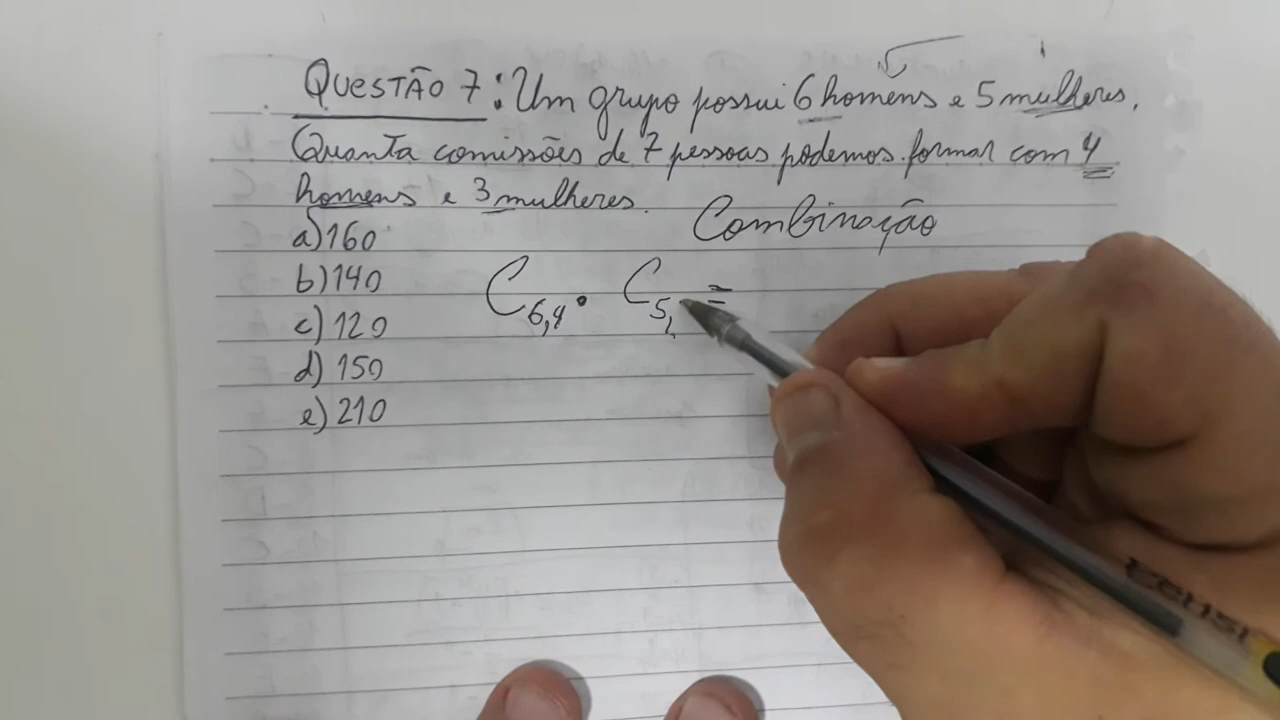 QUESTÃO 7: Um grupo possui 6 homens e 5 mulheres.
Quanta comissões de 7 pessoas podemos formar com 4
homens e 3 mulheres.
Combinação
a) 160
b) 140
c) 120
d) 150
e) 210
C6,4 . C5, =